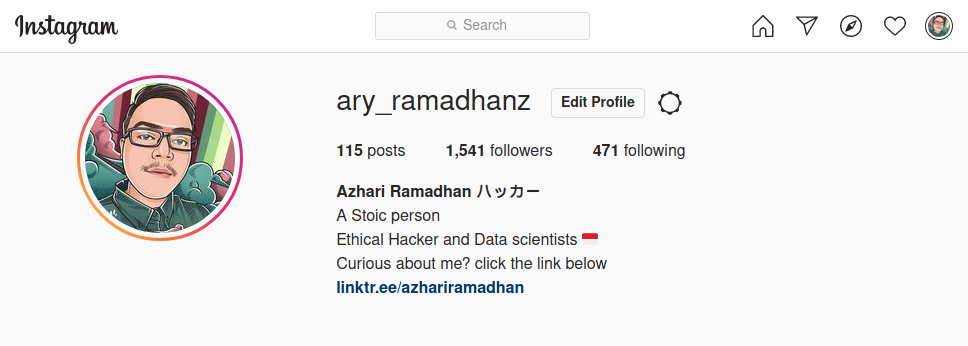 Instagram
Search
ary_ramadhanz Edit Profile
115 posts 1,541 followers 471 following
Azhari Ramadhan ハッカー
A Stoic person
Ethical Hacker and Data scientists 🇮🇩
Curious about me? click the link below
linktr.ee/azhariramadhan